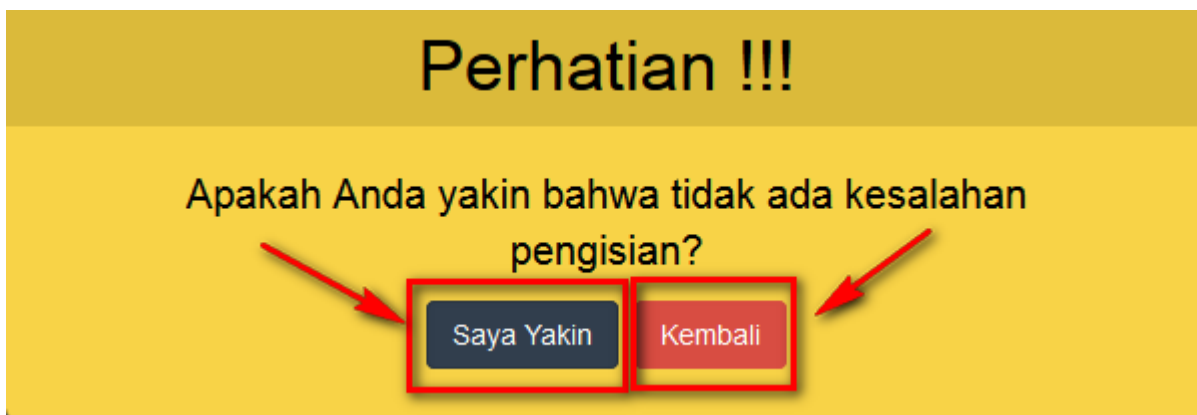 Perhatian !!!
Apakah Anda yakin bahwa tidak ada kesalahan
pengisian?
Saya Yakin
Kembali